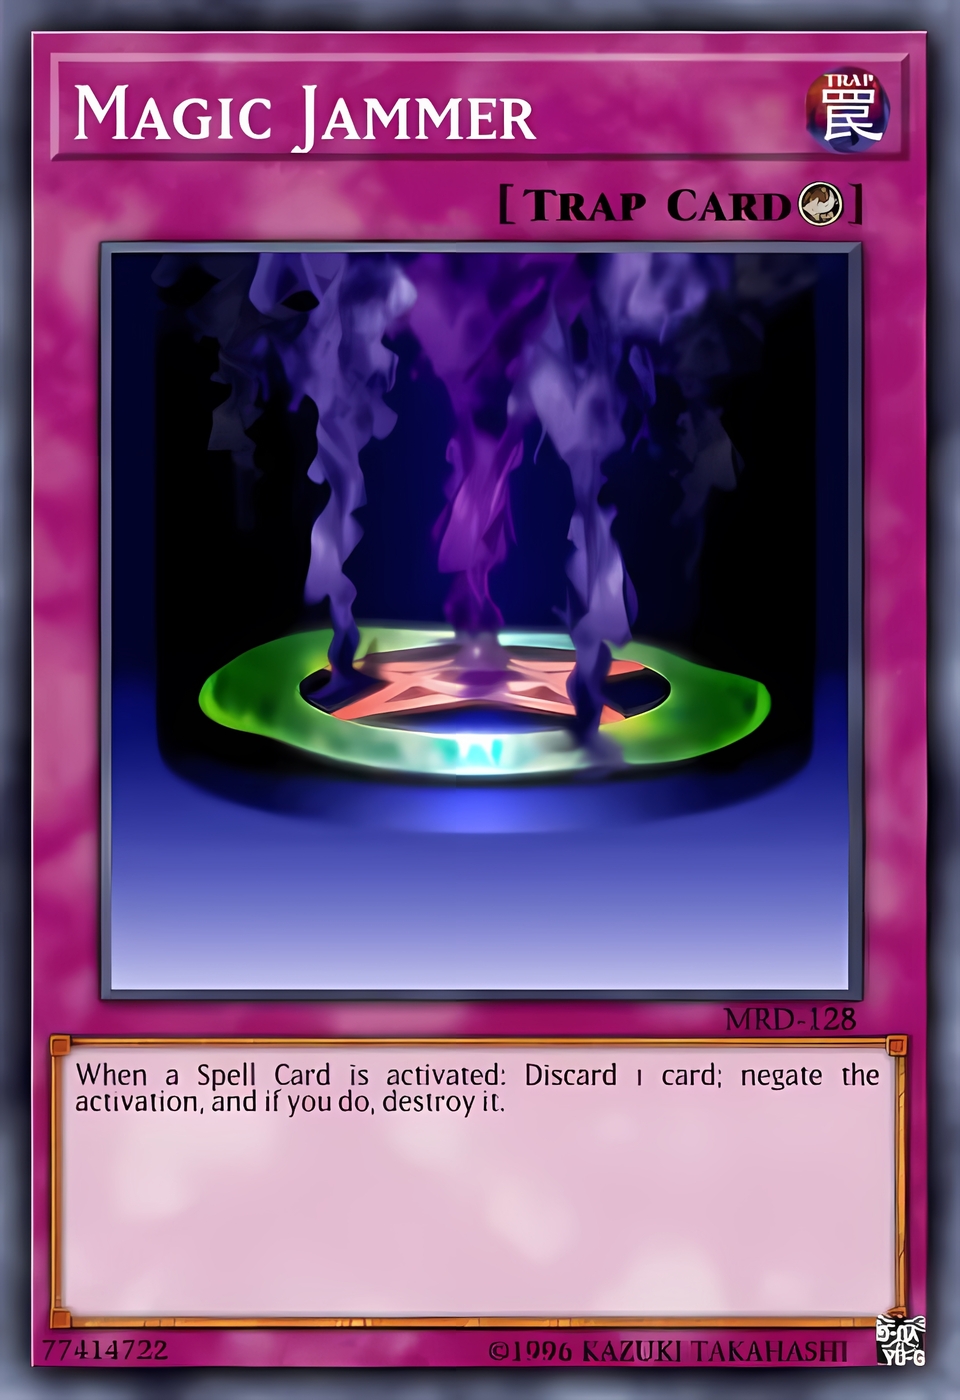 Magic Jammer
TRAP
罠
[Trap Card]
MRD-128
When a Spell Card is activated: Discard 1 card; negate the
activation, and if you do, destroy it.
77414722
©1996 KAZUKI TAKAHASHI